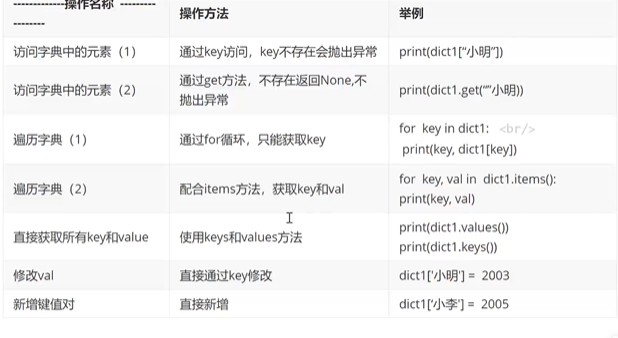 -------------操作名称 ---------
--------
操作方法
举例
访问字典中的元素（1）
通过key访问，key不存在会抛出异常
print(dict1["小明"])
访问字典中的元素（2）
通过get方法，不存在返回None,不
抛出异常
print(dict1.get(""小明))
遍历字典（1）
通过for循环，只能获取key
for key in dict1: <br/>
print(key, dict1[key])
遍历字典（2）
配合items方法，获取key和val
for key, val in dict1.items():
print(key, val)
直接获取所有key和value
使用keys和values方法
print(dict1.values())
print(dict1.keys())
修改val
直接通过key修改
dict1['小明'] = 2003
新增键值对
直接新增
dict1['小李'] = 2005